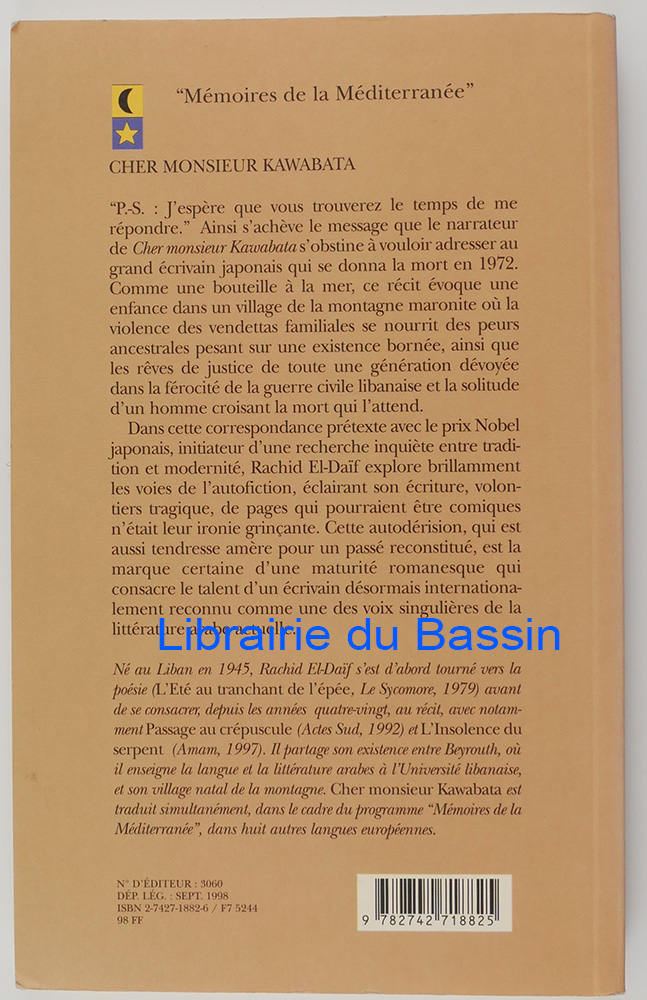 “Mémoires de la Méditerranée”
CHER MONSIEUR KAWABATA
“P.-S. : J’espère que vous trouverez le temps de me
répondre.” Ainsi s’achève le message que le narrateur
de Cher monsieur Kawabata s’obstine à vouloir adresser au
grand écrivain japonais qui se donna la mort en 1972.
Comme une bouteille à la mer, ce récit évoque une
enfance dans un village de la montagne maronite où la
violence des vendettas familiales se nourrit des peurs
ancestrales pesant sur une existence bornée, ainsi que
les rêves de justice de toute une génération dévoyée
dans la férocité de la guerre civile libanaise et la solitude
d’un homme croisant la mort qui l’attend.
Dans cette correspondance prétexte avec le prix Nobel
japonais, initiateur d’une recherche inquiète entre tradi-
tion et modernité, Rachid El-Daïf explore brillamment
les voies de l’autofiction, éclairant son écriture, volon-
tiers tragique, de pages qui pourraient être comiques
n’était leur ironie grinçante. Cette autodérision, qui est
aussi tendresse amère pour un passé reconstitué, est la
marque certaine d’une maturité romanesque qui
consacre le talent d’un écrivain désormais internationa-
lement reconnu comme une des voix singulières de la
littérature arabe actuelle.
Librairie du Bassin
Né au Liban en 1945, Rachid El-Daïf s’est d’abord tourné vers la
poésie (L’Eté au tranchant de l’épée, Le Sycomore, 1979) avant
de se consacrer, depuis les années quatre-vingt, au récit, avec notam-
ment Passage au crépuscule (Actes Sud, 1992) et L’Insolence du
serpent (Amam, 1997). Il partage son existence entre Beyrouth, où
il enseigne la langue et la littérature arabes à l’Université libanaise,
et son village natal de la montagne. Cher monsieur Kawabata est
traduit simultanément, dans le cadre du programme “Mémoires de la
Méditerranée”, dans huit autres langues européennes.
N° D’ÉDITEUR : 3060
DÉP. LÉG. : SEPT. 1998
ISBN 2-7427-1882-6 / F7 5244
98 FF
9 782742 718825